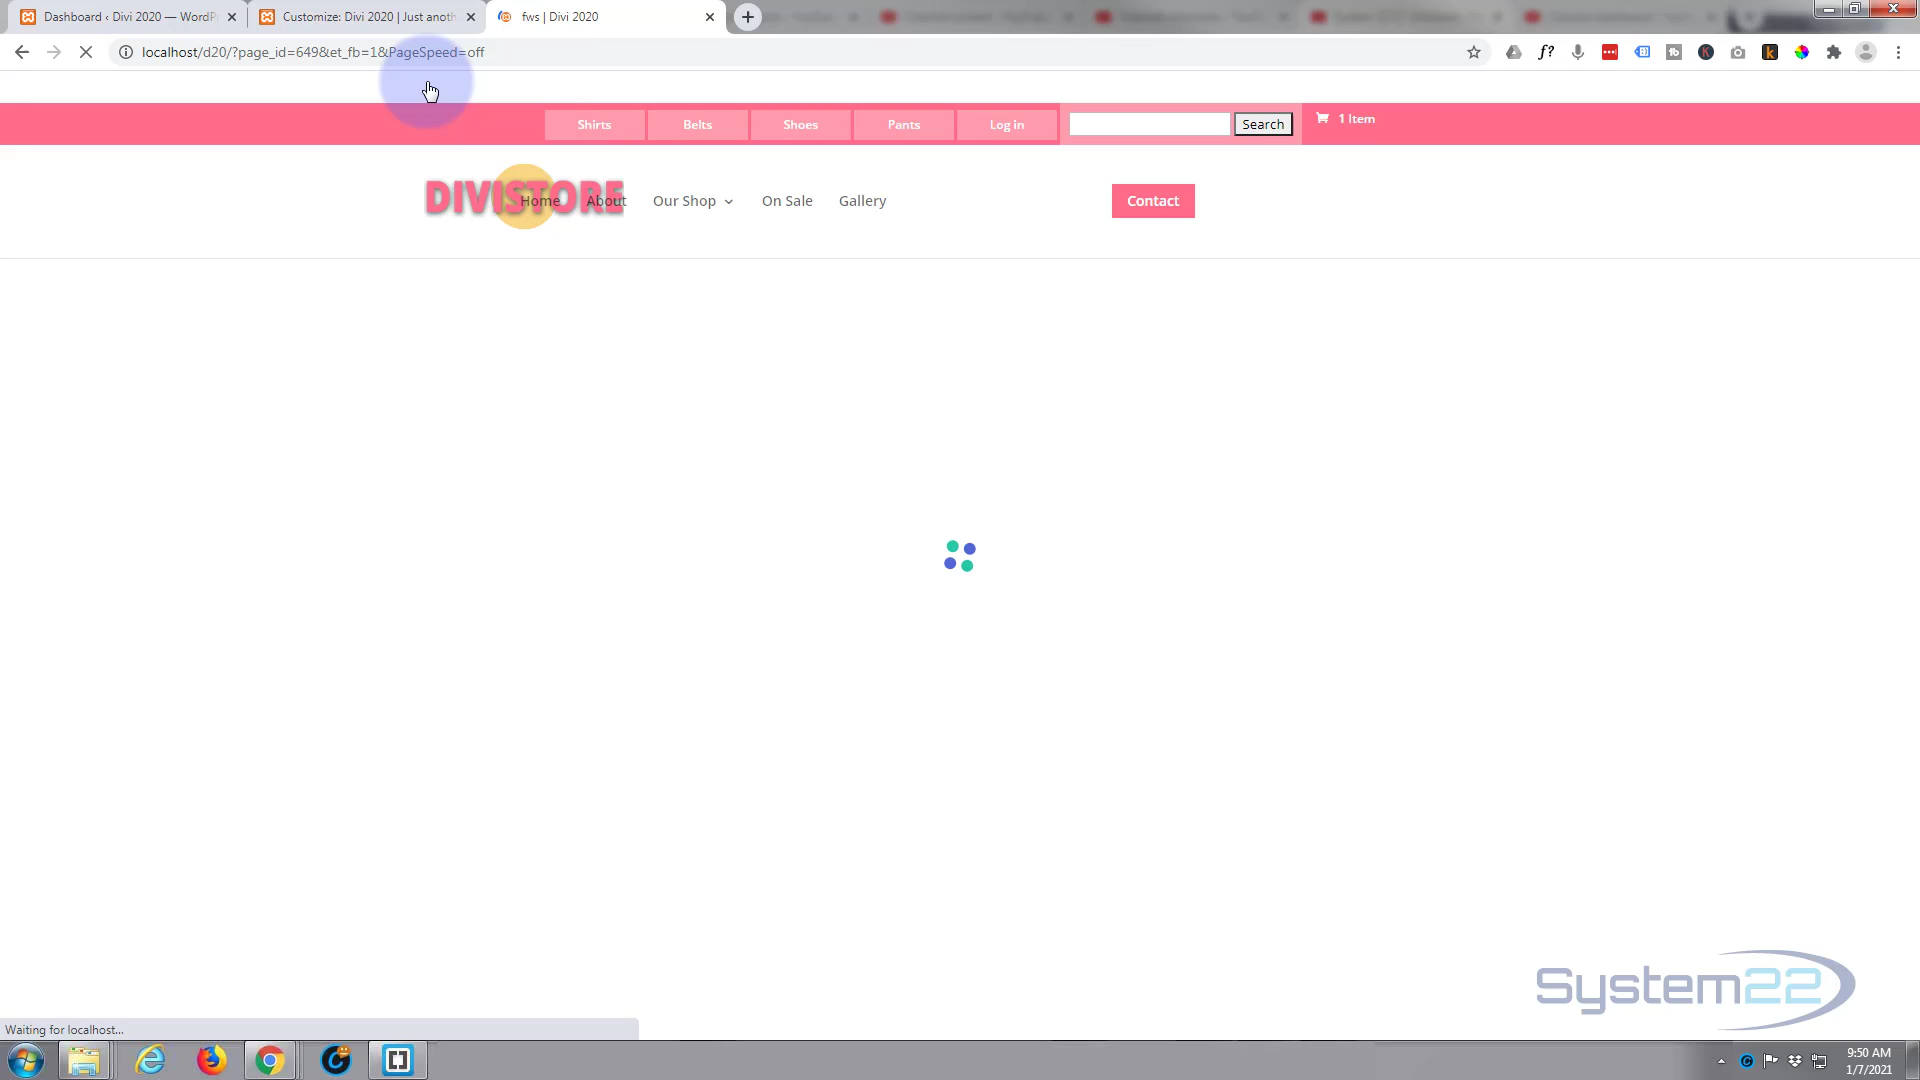 Dashboard ‹ Divi 2020 — WordP
Customize: Divi 2020 | Just anoth
fws | Divi 2020
localhost/d20/?page_id=649&et_fb=1&PageSpeed=off
Shirts
Belts
Shoes
Pants
Log in
Search
1 Item
DIVISTORE
Home
About
Our Shop
On Sale
Gallery
Contact
System22
Waiting for localhost...
9:50 AM
1/7/2021